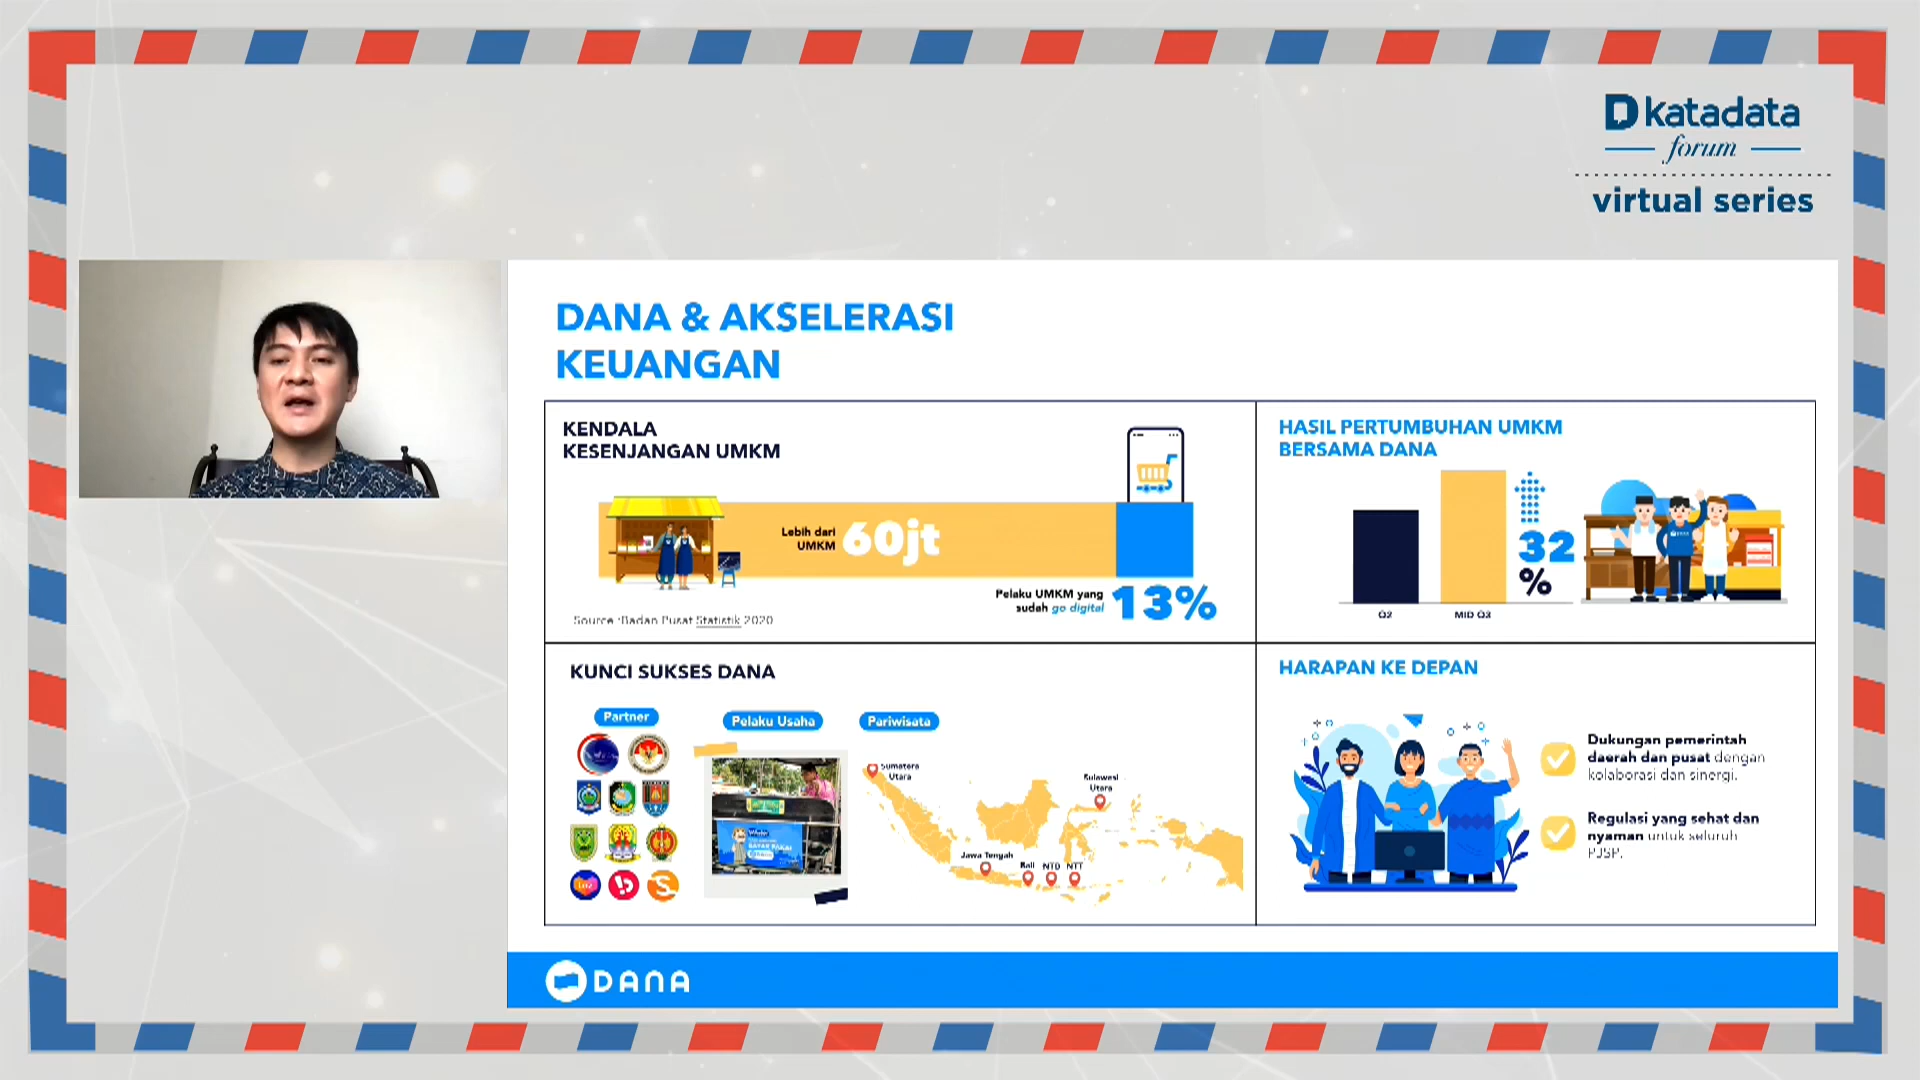 katadata
forum
virtual series
DANA & AKSELERASI
KEUANGAN
KENDALA
KESENJANGAN UMKM
Lebih dari
UMKM
60jt
Pelaku UMKM yang
sudah go digital
13%
Source :Badan Pusat Statistik 2020
HASIL PERTUMBUHAN UMKM
BERSAMA DANA
32
%
Q2
MID Q3
KUNCI SUKSES DANA
Partner
Pelaku Usaha
Pariwisata
Sumatera
Utara
Sulawesi
Utara
Jawa Tengah
Bali
NTB
NTT
HARAPAN KE DEPAN
Dukungan pemerintah
daerah dan pusat dengan
kolaborasi dan sinergi.
Regulasi yang sehat dan
nyaman untuk seluruh
PJSP.
DANA